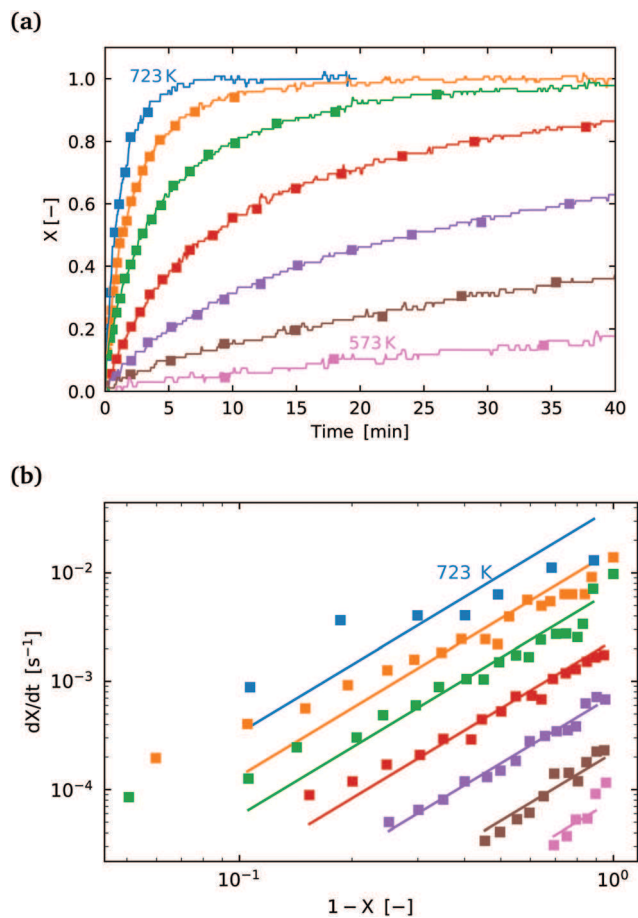 (a)
723 K
1.0
0.8
0.6
0.4
0.2
0.0
X [−]
573 K
0 5 10 15 20 25 30 35 40
Time [min]
(b)
723 K
10⁻²
10⁻³
10⁻⁴
dX/dt [s⁻¹]
10⁻¹ 10⁰
1 − X [−]